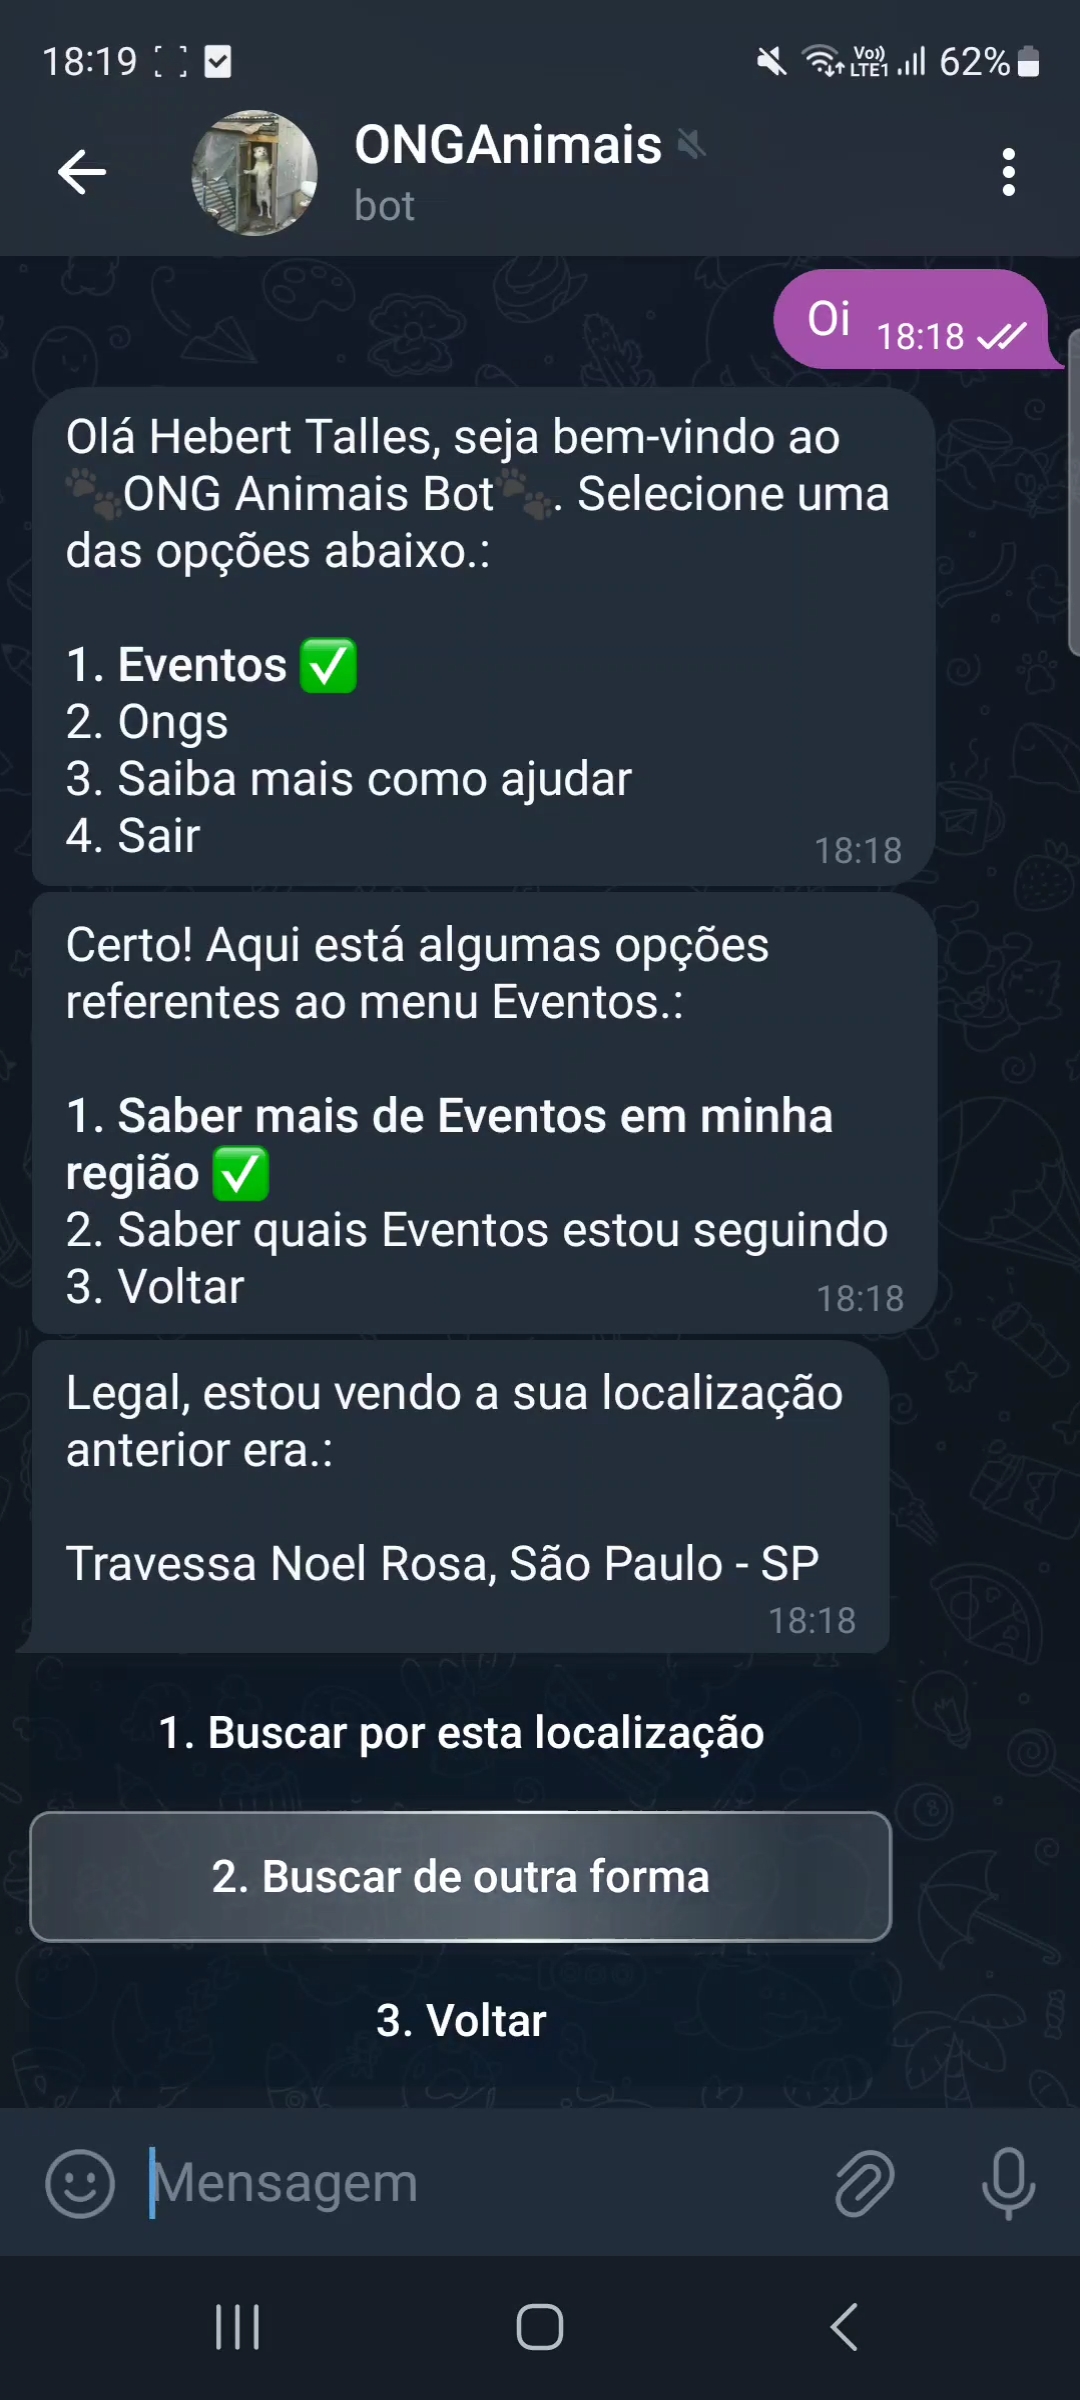 18:19 Vo)) LTE1 62%
ONGAnimais
bot
Oi 18:18
Olá Hebert Talles, seja bem-vindo ao
🐾ONG Animais Bot🐾. Selecione uma
das opções abaixo.:
1. Eventos ✅
2. Ongs
3. Saiba mais como ajudar
4. Sair
18:18
Certo! Aqui está algumas opções
referentes ao menu Eventos.:
1. Saber mais de Eventos em minha
região ✅
2. Saber quais Eventos estou seguindo
3. Voltar
18:18
Legal, estou vendo a sua localização
anterior era.:
Travessa Noel Rosa, São Paulo - SP
18:18
1. Buscar por esta localização
2. Buscar de outra forma
3. Voltar
Mensagem